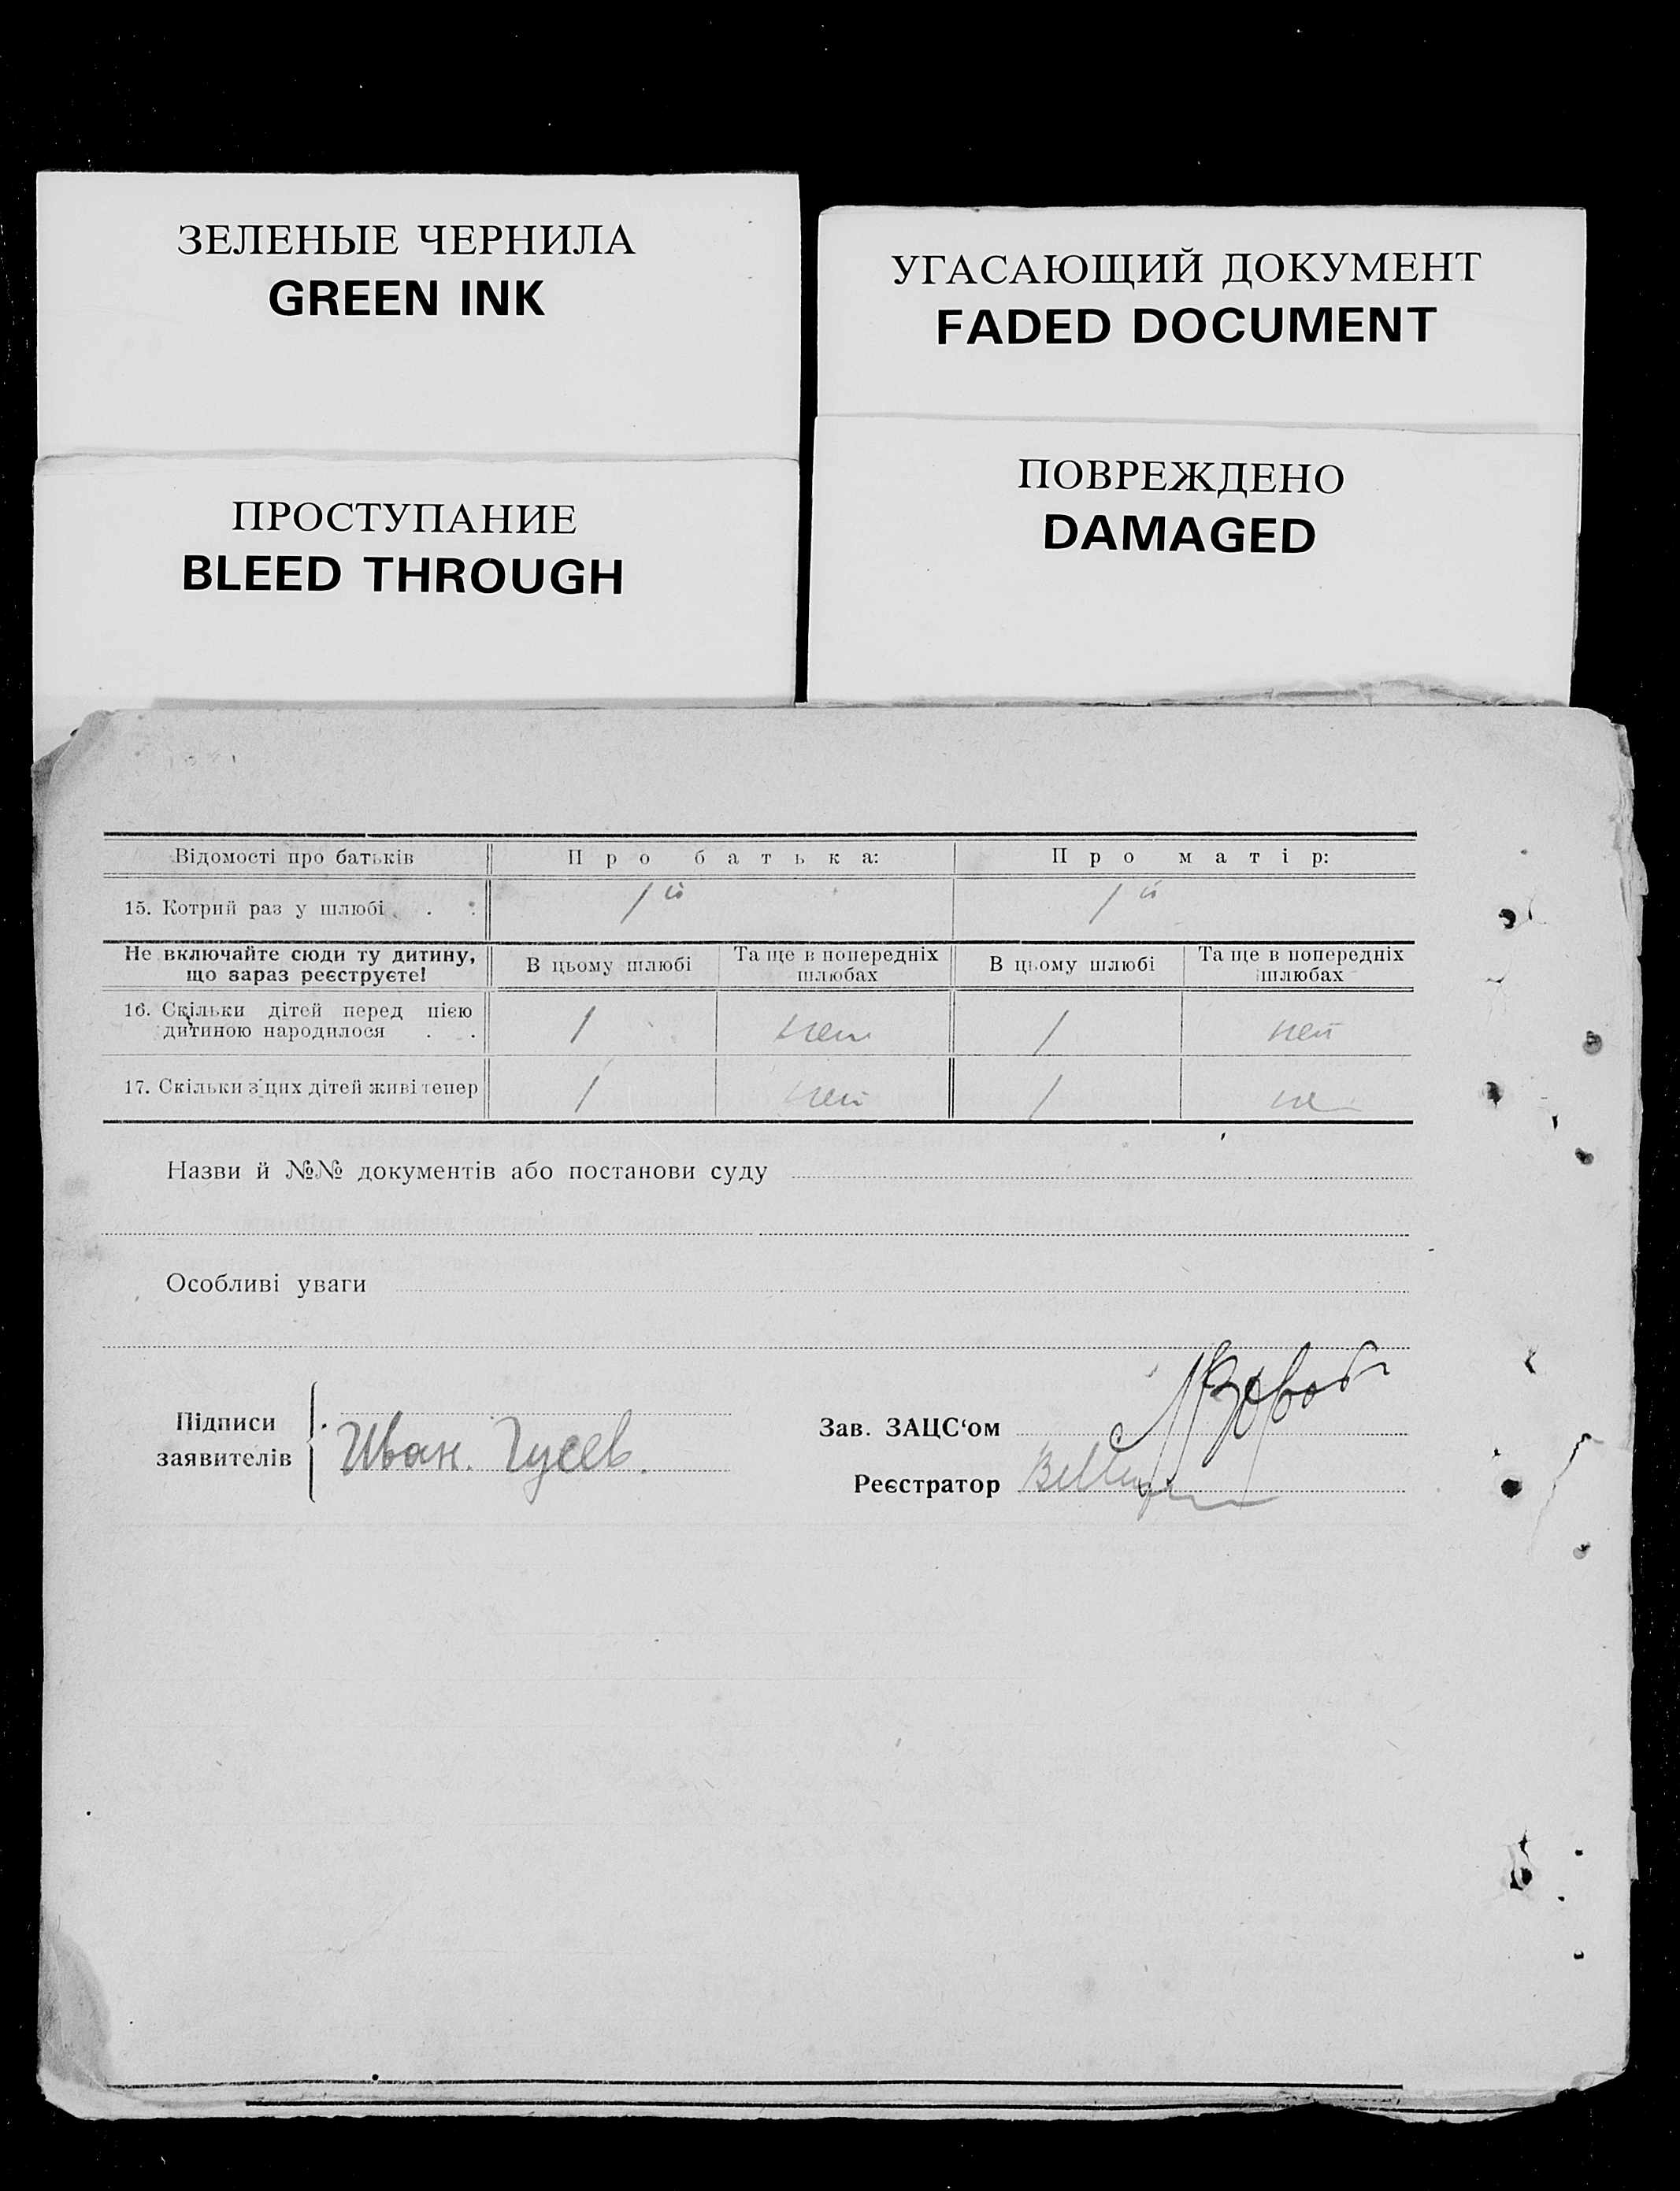 ЗЕЛЕНЫЕ ЧЕРНИЛА
GREEN INK
УГАСАЮЩИЙ ДОКУМЕНТ
FADED DOCUMENT
ПРОСТУПАНИЕ
BLEED THROUGH
ПОВРЕЖДЕНО
DAMAGED
Відомості про батьків Про батька: Про матір:
15. Котрий раз у шлюбі . . 1й 1й
Не включайте сюди ту дитину, що зараз реєструєте! В цьому шлюбі Та ще в попередніх шлюбах В цьому шлюбі Та ще в попередніх шлюбах
16. Скільки дітей перед цією дитиною народилося . . 1 нет 1 нет
17. Скільки з цих дітей живі тепер 1 нет 1
Назви й №№ документів або постанови суду
Особливі уваги
Підписи заявителів Иван. Гусев.
Зав. ЗАЦС‘ом
Реєстратор